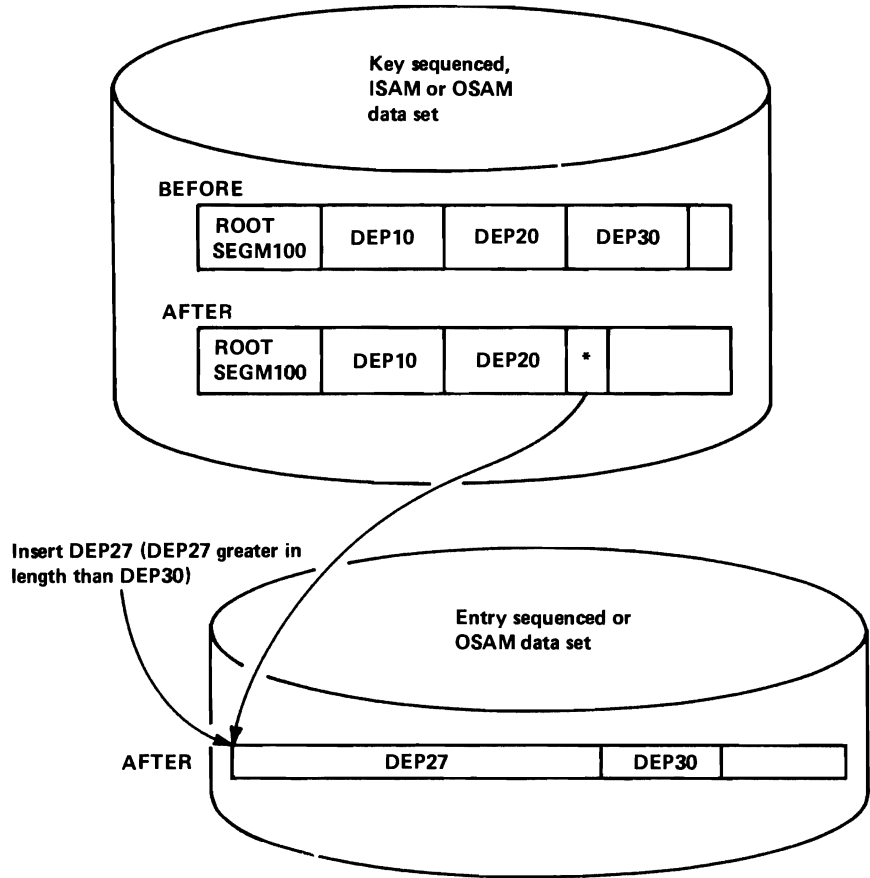 Key sequenced,
ISAM or OSAM
data set
BEFORE
ROOT
SEGM100
DEP10
DEP20
DEP30
AFTER
ROOT
SEGM100
DEP10
DEP20
*
Insert DEP27 (DEP27 greater in
length than DEP30)
Entry sequenced or
OSAM data set
AFTER
DEP27
DEP30